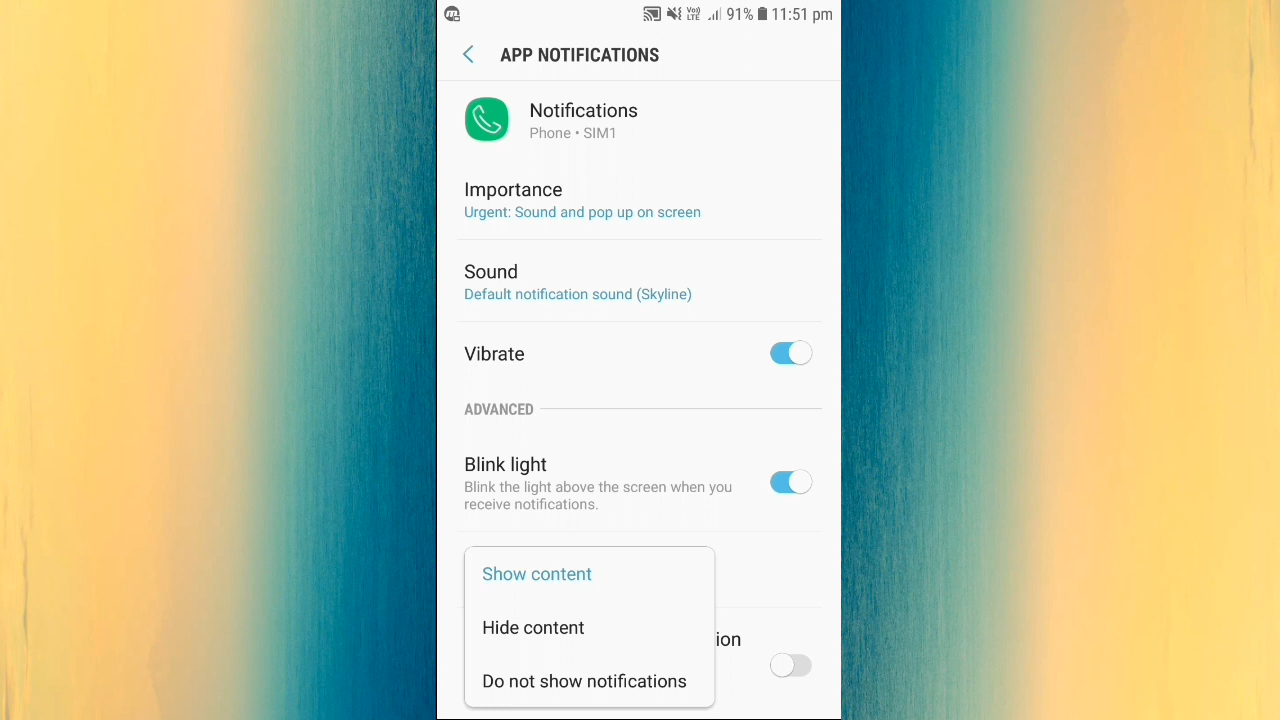 VoLTE 91% 11:51 pm
APP NOTIFICATIONS
Notifications
Phone • SIM1
Importance
Urgent: Sound and pop up on screen
Sound
Default notification sound (Skyline)
Vibrate
ADVANCED
Blink light
Blink the light above the screen when you
receive notifications.
Show content
Hide content
ion
Do not show notifications